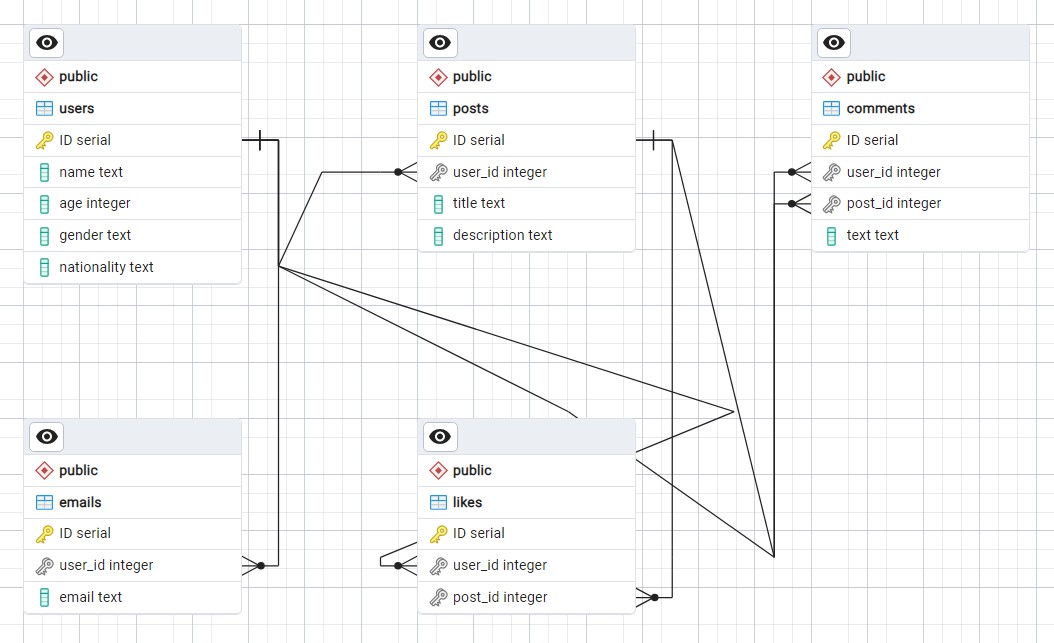 public
users
ID serial
name text
age integer
gender text
nationality text
public
posts
ID serial
user_id integer
title text
description text
public
comments
ID serial
user_id integer
post_id integer
text text
public
emails
ID serial
user_id integer
email text
public
likes
ID serial
user_id integer
post_id integer